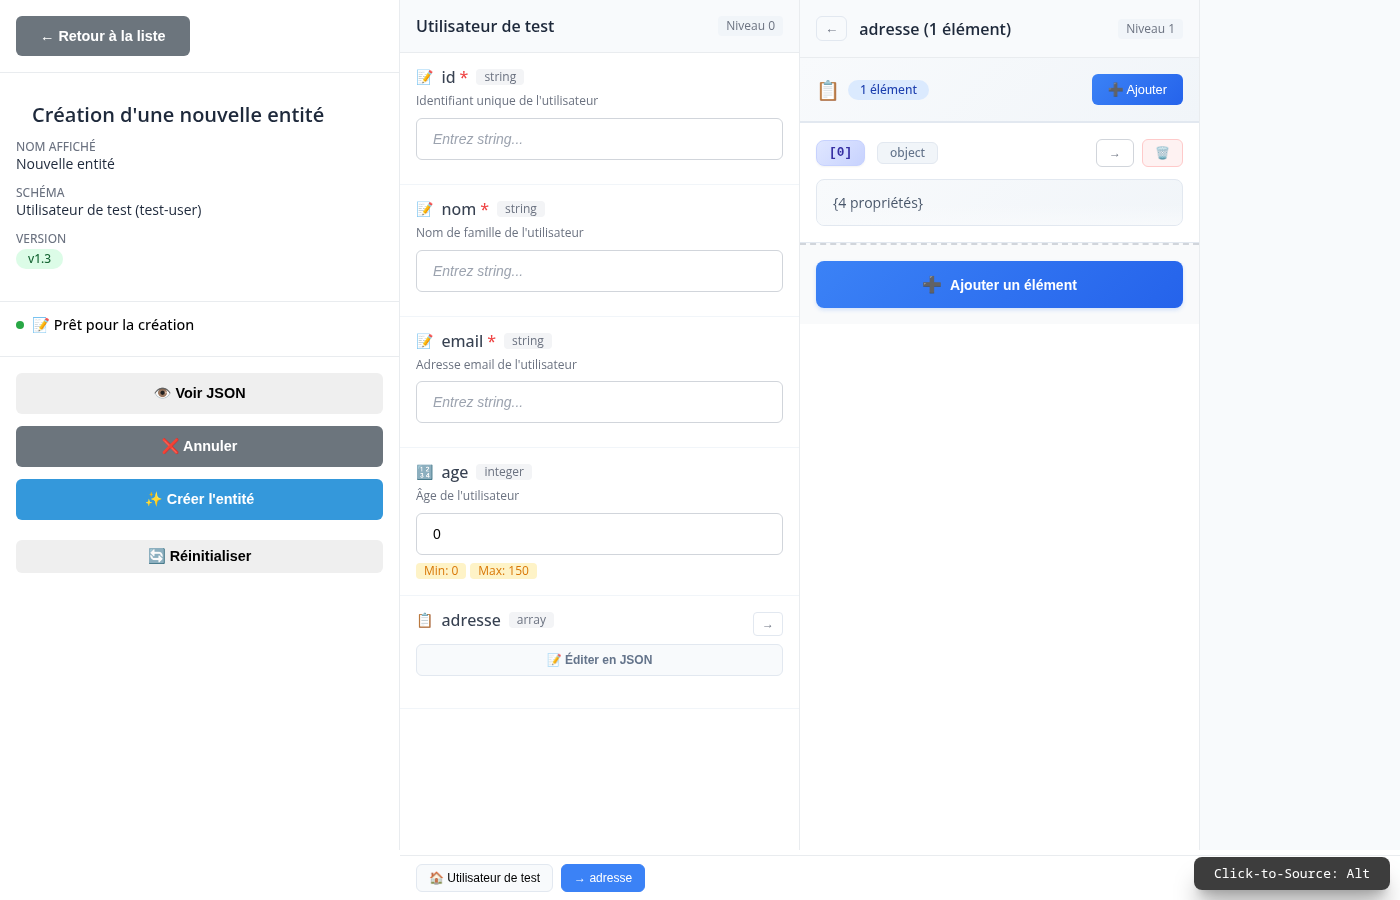 ← Retour à la liste
Création d'une nouvelle entité
NOM AFFICHÉ
Nouvelle entité
SCHÉMA
Utilisateur de test (test-user)
VERSION
v1.3
Prêt pour la création
Voir JSON
Annuler
Créer l'entité
Réinitialiser
Utilisateur de test
Niveau 0
id * string
Identifiant unique de l'utilisateur
Entrez string...
nom * string
Nom de famille de l'utilisateur
Entrez string...
email * string
Adresse email de l'utilisateur
Entrez string...
age integer
Âge de l'utilisateur
0
Min: 0 Max: 150
adresse array →
Éditer en JSON
← adresse (1 élément) Niveau 1
1 élément
Ajouter
[0] object →
{4 propriétés}
Ajouter un élément
Utilisateur de test
→ adresse
Click-to-Source: Alt